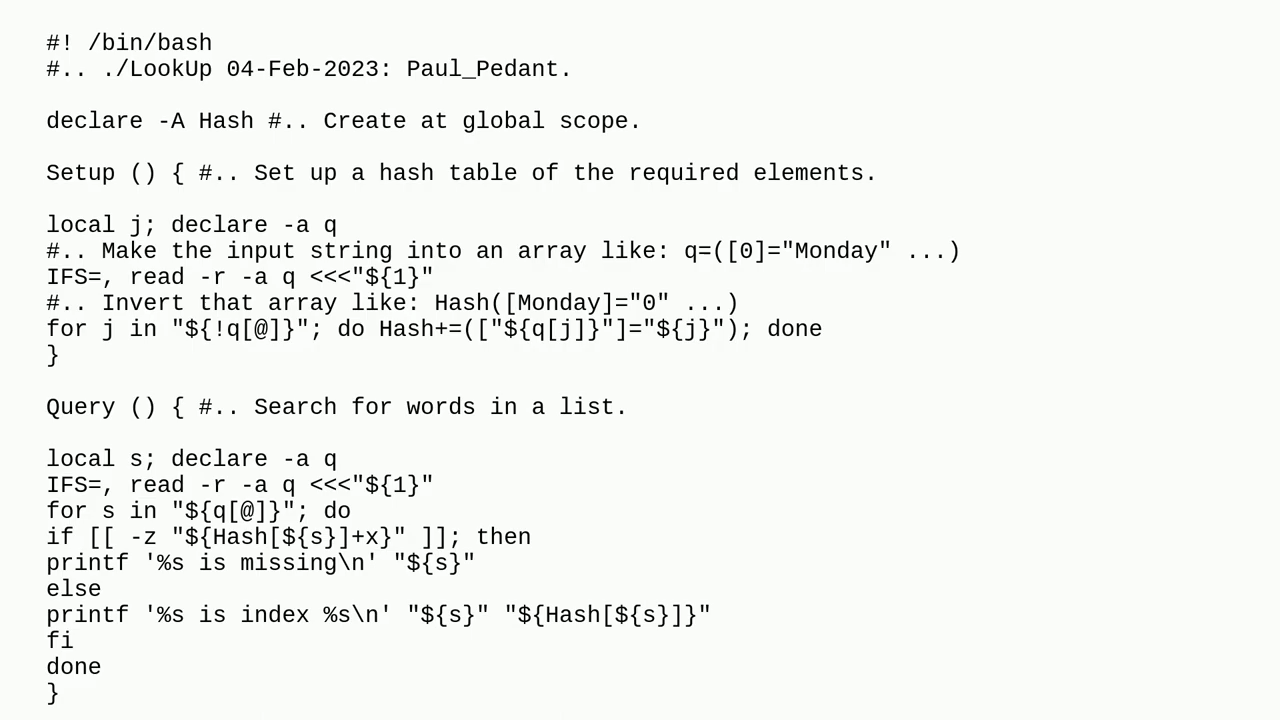 #! /bin/bash
#.. ./LookUp 04-Feb-2023: Paul_Pedant.
declare -A Hash #.. Create at global scope.
Setup () { #.. Set up a hash table of the required elements.
local j; declare -a q
#.. Make the input string into an array like: q=([0]="Monday" ...)
IFS=, read -r -a q <<<"${1}"
#.. Invert that array like: Hash([Monday]="0" ...)
for j in "${!q[@]}"; do Hash+=(["${q[j]}"]="${j}"); done
}
Query () { #.. Search for words in a list.
local s; declare -a q
IFS=, read -r -a q <<<"${1}"
for s in "${q[@]}"; do
if [[ -z "${Hash[${s}]+x}" ]]; then
printf '%s is missing\n' "${s}"
else
printf '%s is index %s\n' "${s}" "${Hash[${s}]}"
fi
done
}